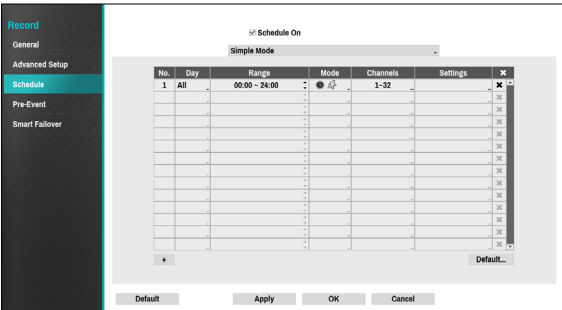 Record
General
Advanced Setup
Schedule
Pre-Event
Smart Failover
Schedule On
Simple Mode
No. Day Range Mode Channels Settings
1 All 00:00 ~ 24:00 1~32
+ Default...
Default Apply OK Cancel